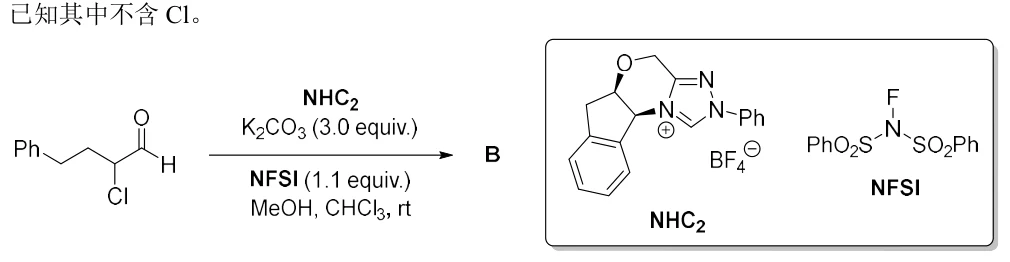 已知其中不含 Cl。
Ph
O
H
Cl
NHC₂
K₂CO₃ (3.0 equiv.)
NFSI (1.1 equiv.)
MeOH, CHCl₃, rt
B
O
N
N
N
Ph
⊕
BF₄⊖
NHC₂
F
PhO₂S
N
SO₂Ph
NFSI